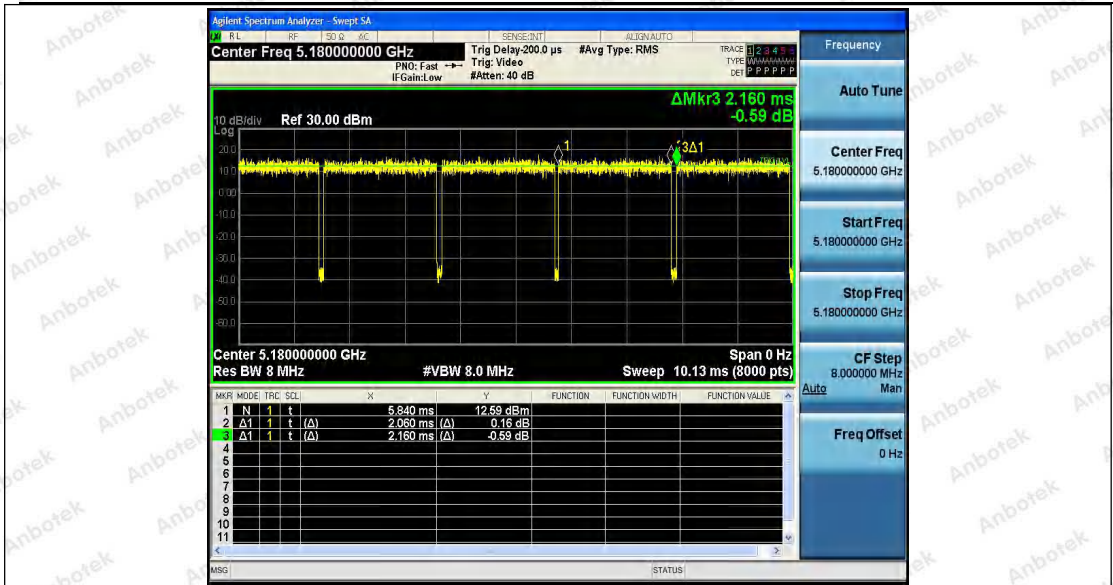 Agilent Spectrum Analyzer - Swept SA
RL RF 50 Ω AC SENSE:INT ALIGNAUTO
Center Freq 5.180000000 GHz
PNO: Fast
IFGain:Low
Trig Delay-200.0 µs
Trig: Video
#Atten: 40 dB
#Avg Type: RMS
TRACE 1 2 3 4 5 6
TYPE
DET P P P P P P
ΔMkr3 2.160 ms
-0.59 dB
10 dB/div Ref 30.00 dBm
Log
20.0
10.0
0.00
-10.0
-30.0
-40.0
-50.0
-60.0
1
3Δ1
Center 5.180000000 GHz Span 0 Hz
Res BW 8 MHz #VBW 8.0 MHz Sweep 10.13 ms (8000 pts)
MKR MODE TRC SCL X Y FUNCTION FUNCTION WIDTH FUNCTION VALUE
1 N 1 t 5.840 ms 12.59 dBm
2 Δ1 1 t (Δ) 2.060 ms (Δ) 0.16 dB
3 Δ1 1 t (Δ) 2.160 ms (Δ) -0.59 dB
4
5
6
7
8
9
10
11
MSG STATUS
Frequency
Auto Tune
Center Freq
5.180000000 GHz
Start Freq
5.180000000 GHz
Stop Freq
5.180000000 GHz
CF Step
8.000000 MHz
Auto Man
Freq Offset
0 Hz
Anbotek